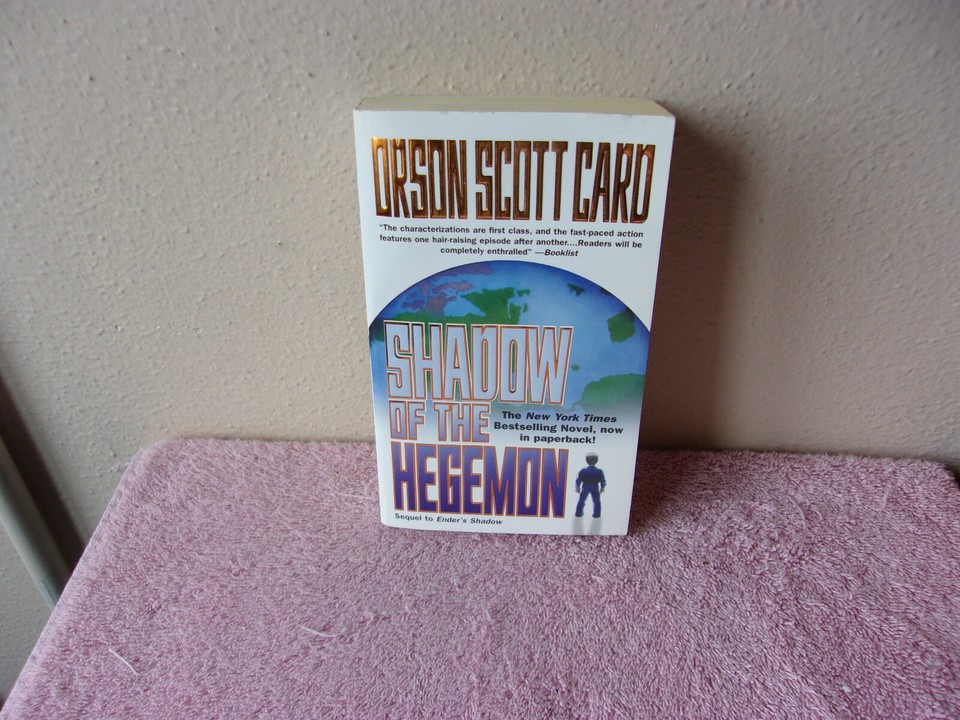 ORSON SCOTT CARD
"The characterizations are first class, and the fast-paced action
features one hair-raising episode after another....Readers will be
completely enthralled" —Booklist
SHADOW
OF THE
HEGEMON
The New York Times
Bestselling Novel, now
in paperback!
Sequel to Ender's Shadow